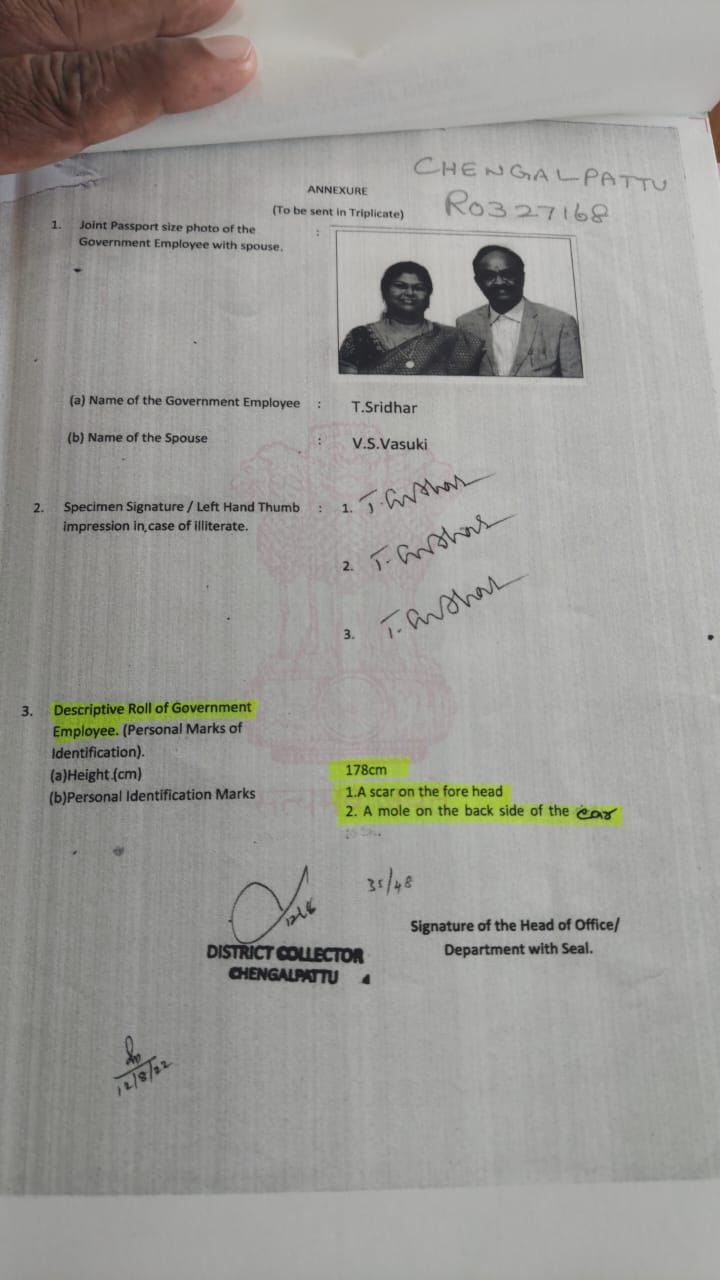 CHENGALPATTU
R0327168
ANNEXURE
(To be sent in Triplicate)
1. Joint Passport size photo of the :
Government Employee with spouse.
(a) Name of the Government Employee : T.Sridhar
(b) Name of the Spouse : V.S.Vasuki
2. Specimen Signature / Left Hand Thumb : 1. T. Sridhar
impression in case of illiterate.
2. T. Sridhar
3. T. Sridhar
3. Descriptive Roll of Government
Employee. (Personal Marks of
Identification).
(a)Height (cm) 178cm
(b)Personal Identification Marks 1.A scar on the fore head
2. A mole on the back side of the ear
35/48
Signature of the Head of Office/
Department with Seal.
DISTRICT COLLECTOR
CHENGALPATTU
12/8/22